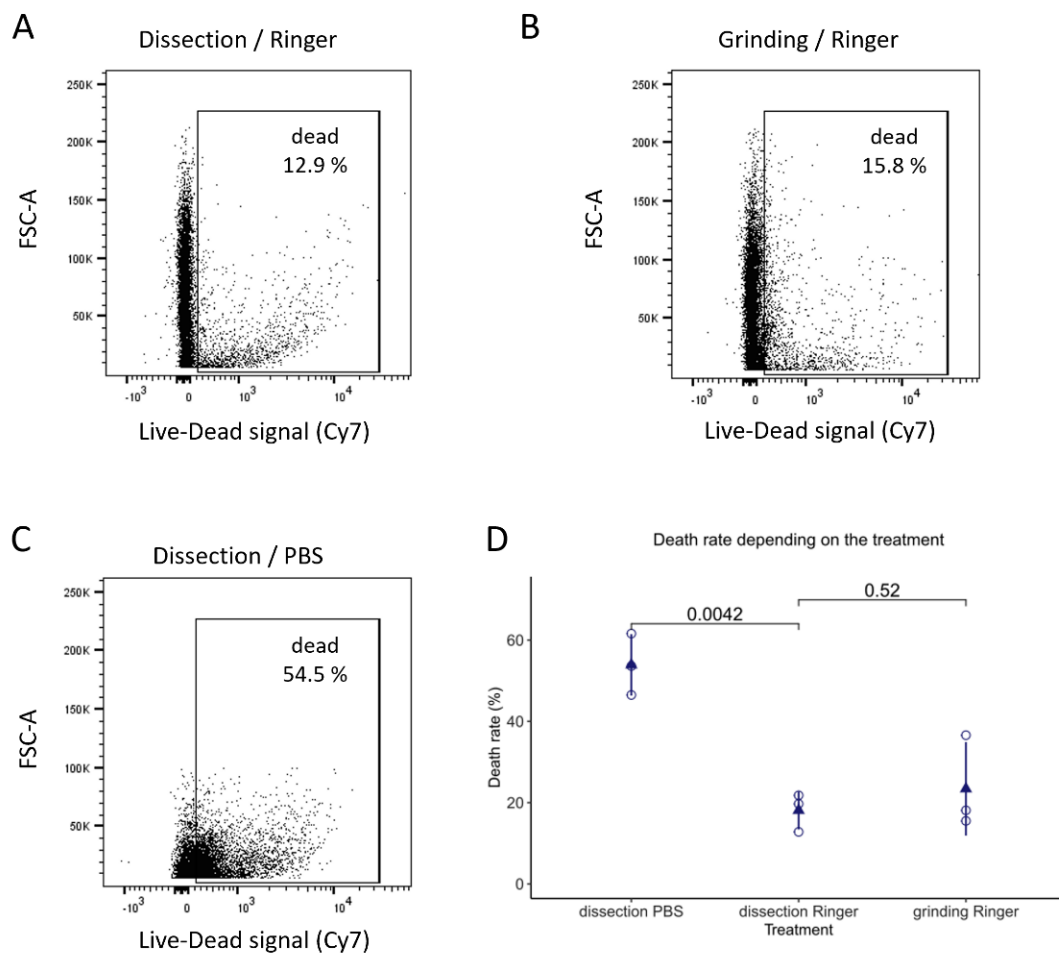 A
Dissection / Ringer
250K
200K
150K
100K
50K
FSC-A
dead
12.9 %
-10³
0
10³
10⁴
Live-Dead signal (Cy7)
B
Grinding / Ringer
250K
200K
150K
100K
50K
FSC-A
dead
15.8 %
-10³
0
10³
10⁴
Live-Dead signal (Cy7)
C
Dissection / PBS
250K
200K
150K
100K
50K
FSC-A
dead
54.5 %
-10³
0
10³
10⁴
Live-Dead signal (Cy7)
D
Death rate depending on the treatment
0.52
0.0042
60
40
20
0
Death rate (%)
dissection PBS
dissection Ringer
grinding Ringer
Treatment